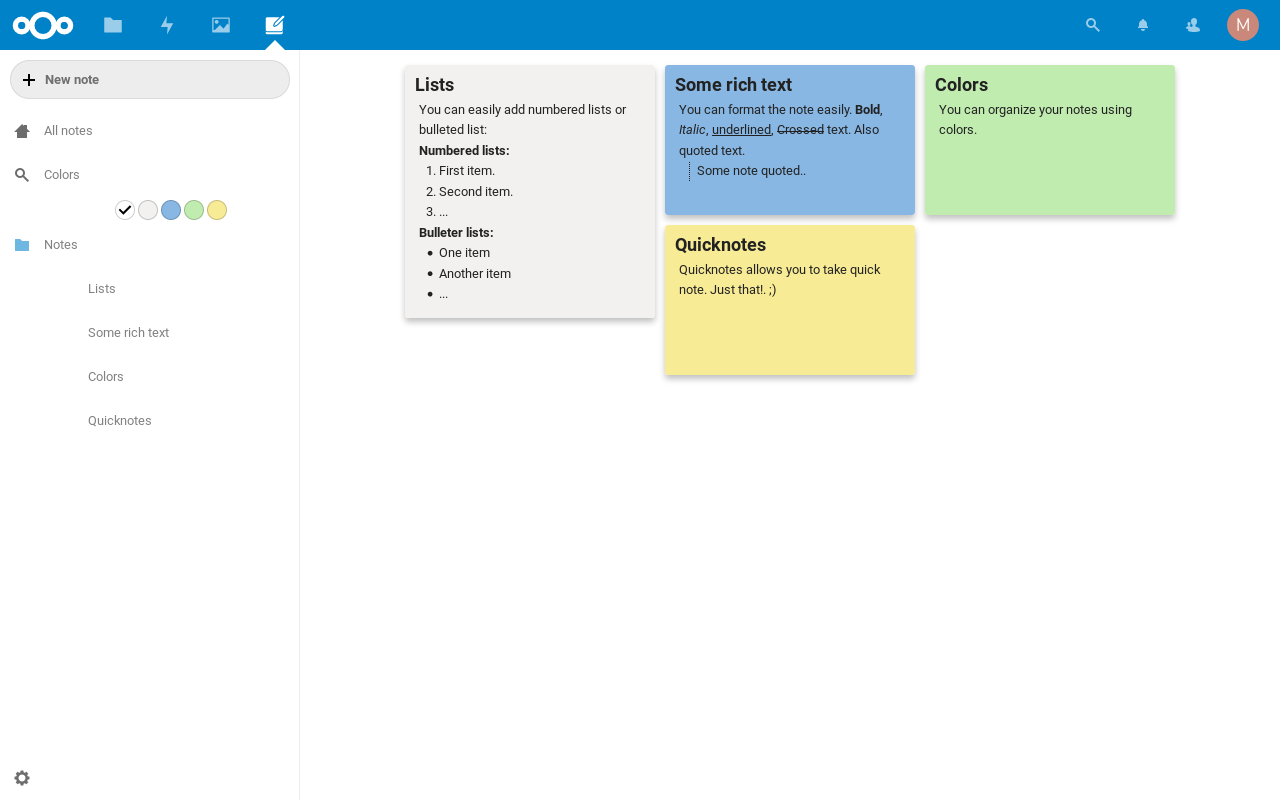 M
New note
All notes
Colors
Notes
Lists
Some rich text
Colors
Quicknotes
Lists
You can easily add numbered lists or
bulleted list:
Numbered lists:
1. First item.
2. Second item.
3. ...
Bulleter lists:
• One item
• Another item
• ...
Some rich text
You can format the note easily. Bold,
Italic, underlined, Crossed text. Also
quoted text.
Some note quoted..
Colors
You can organize your notes using
colors.
Quicknotes
Quicknotes allows you to take quick
note. Just that!. ;)